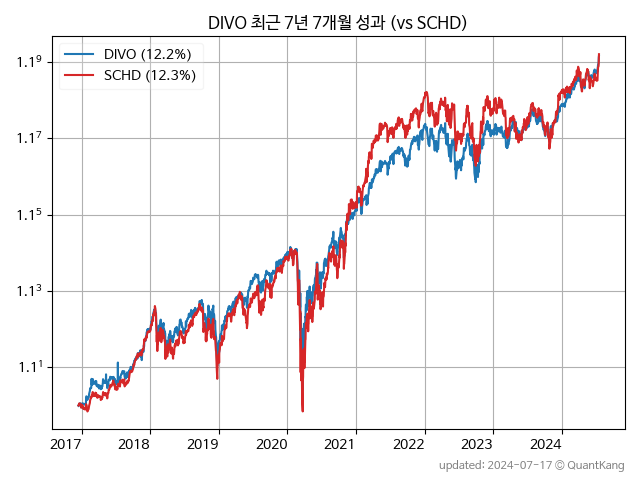 DIVO 최근 7년 7개월 성과 (vs SCHD)
DIVO (12.2%)
SCHD (12.3%)
1.19
1.17
1.15
1.13
1.11
2017 2018 2019 2020 2021 2022 2023 2024
updated: 2024-07-17 © QuantKang